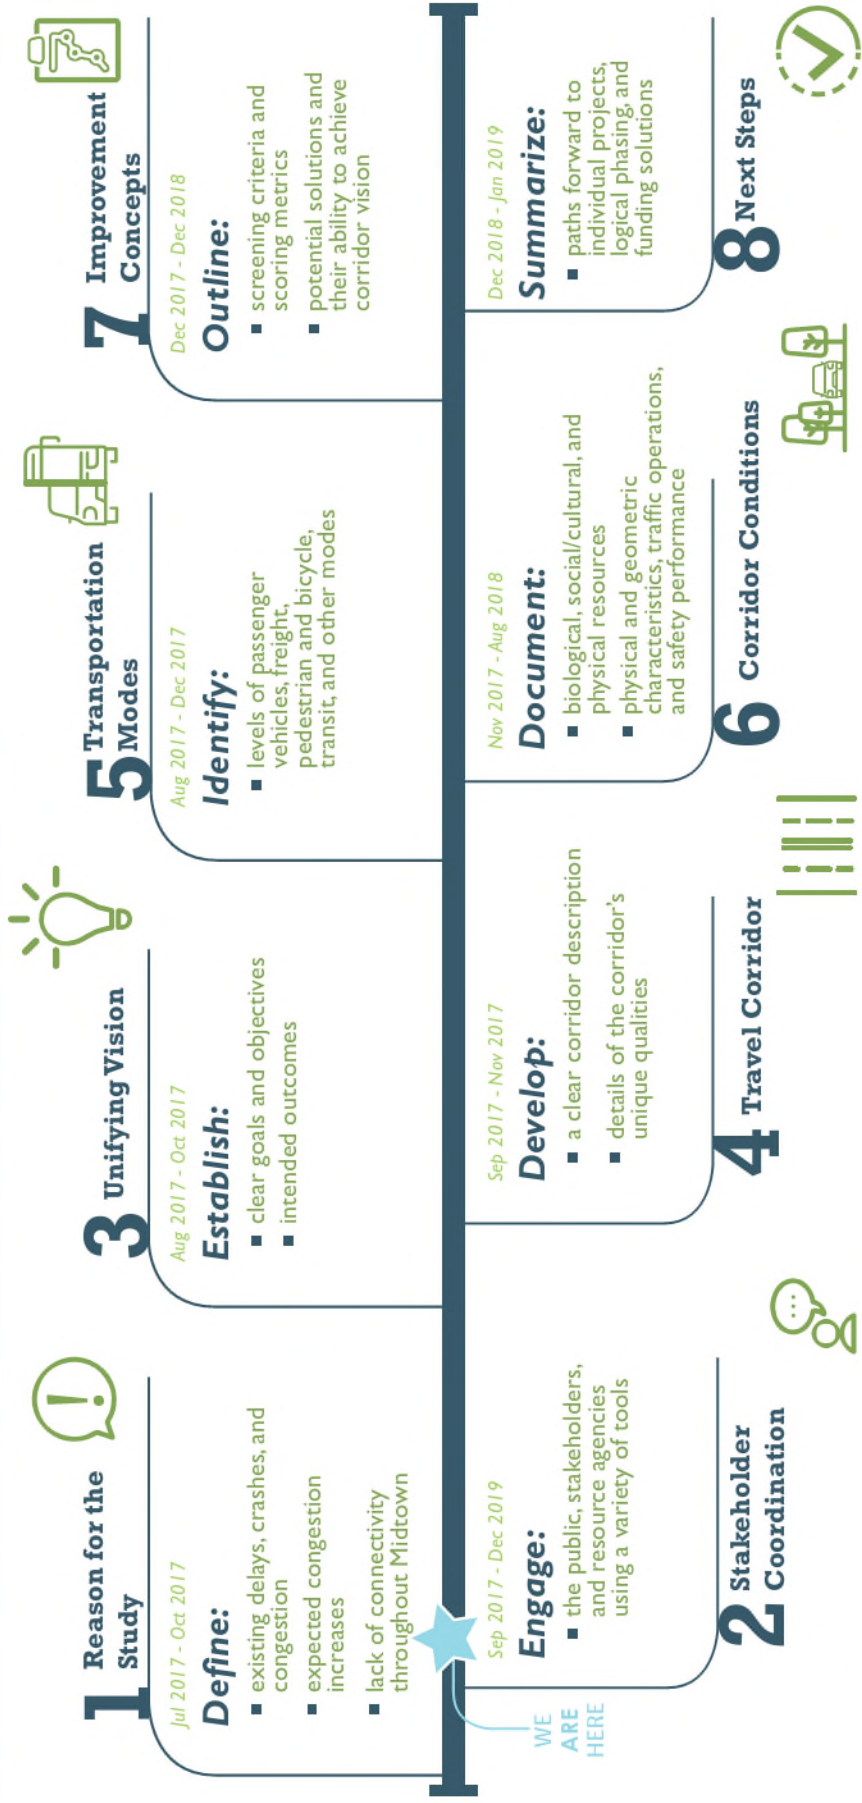 1 Reason for the
Study
Jul 2017 - Oct 2017
Define:
▪ existing delays, crashes, and
congestion
▪ expected congestion
increases
▪ lack of connectivity
throughout Midtown
WE
ARE
HERE
2 Stakeholder
Coordination
Sep 2017 - Dec 2019
Engage:
▪ the public, stakeholders,
and resource agencies
using a variety of tools
3 Unifying Vision
Aug 2017 - Oct 2017
Establish:
▪ clear goals and objectives
▪ intended outcomes
4 Travel Corridor
Sep 2017 - Nov 2017
Develop:
▪ a clear corridor description
▪ details of the corridor's
unique qualities
5 Transportation
Modes
Aug 2017 - Dec 2017
Identify:
▪ levels of passenger
vehicles, freight,
pedestrian and bicycle,
transit, and other modes
6 Corridor Conditions
Nov 2017 - Aug 2018
Document:
▪ biological, social/cultural, and
physical resources
▪ physical and geometric
characteristics, traffic operations,
and safety performance
7 Improvement
Concepts
Dec 2017 - Dec 2018
Outline:
▪ screening criteria and
scoring metrics
▪ potential solutions and
their ability to achieve
corridor vision
8 Next Steps
Dec 2018 - Jan 2019
Summarize:
▪ paths forward to
individual projects,
logical phasing, and
funding solutions